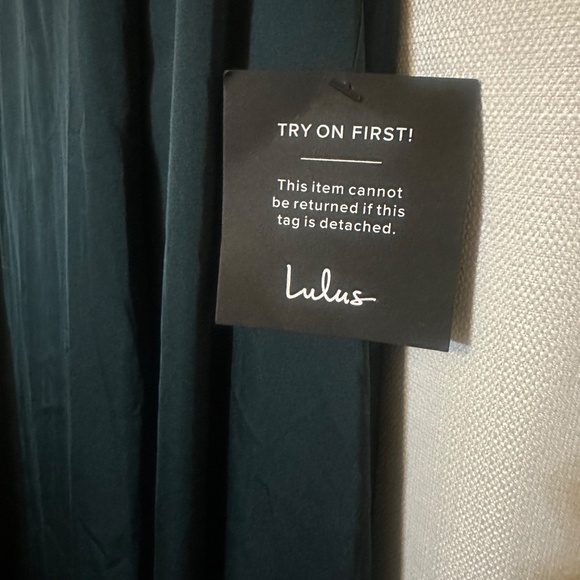 TRY ON FIRST!
This item cannot
be returned if this
tag is detached.
Lulus